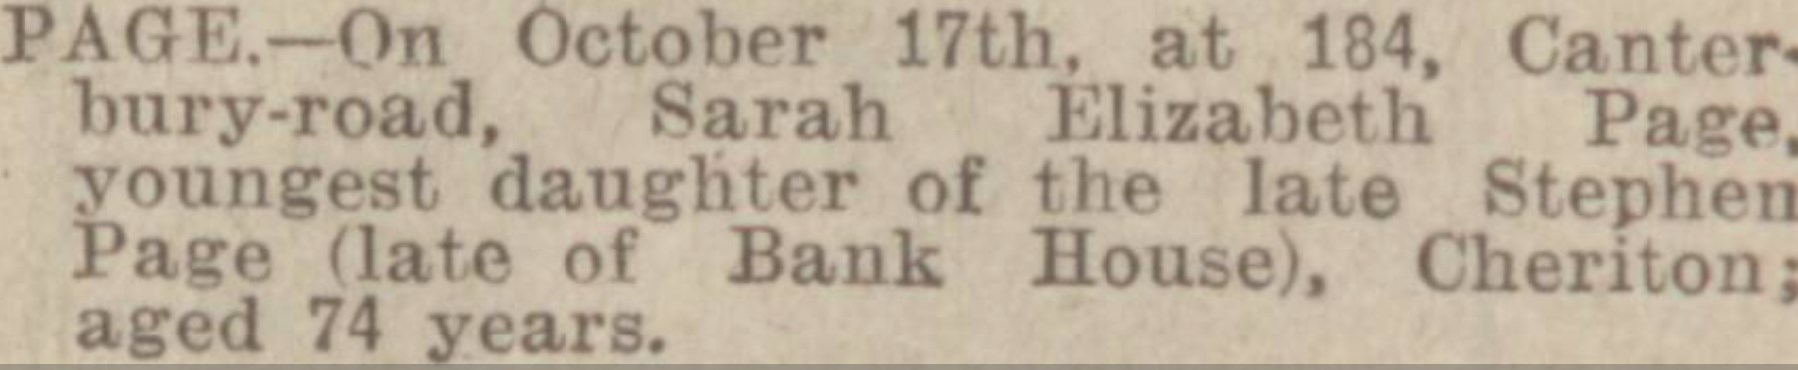 PAGE.—On October 17th, at 184, Canter-
bury-road, Sarah Elizabeth Page,
youngest daughter of the late Stephen
Page (late of Bank House), Cheriton;
aged 74 years.